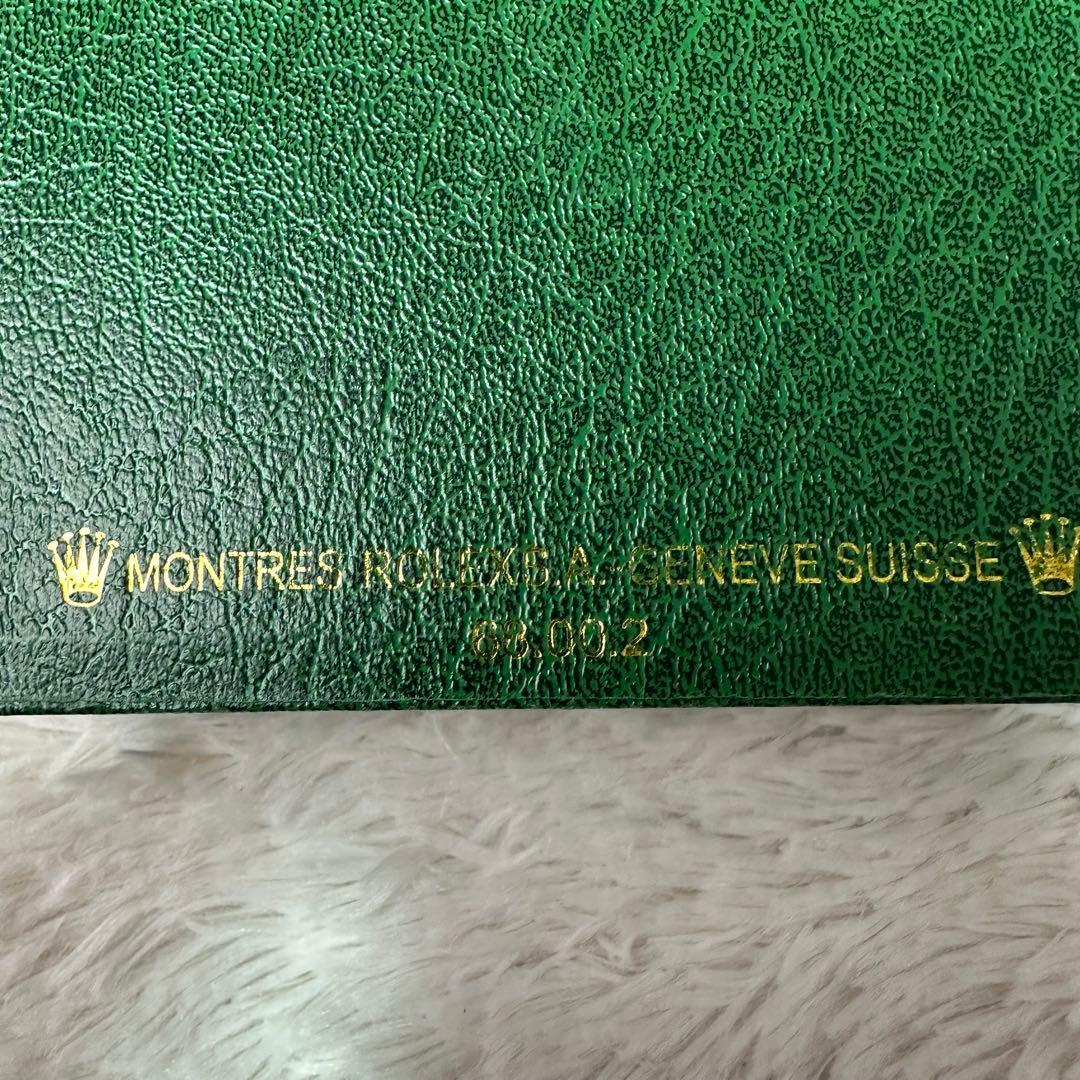 MONTRES ROLEX S.A. - GENEVE SUISSE
68.00.2